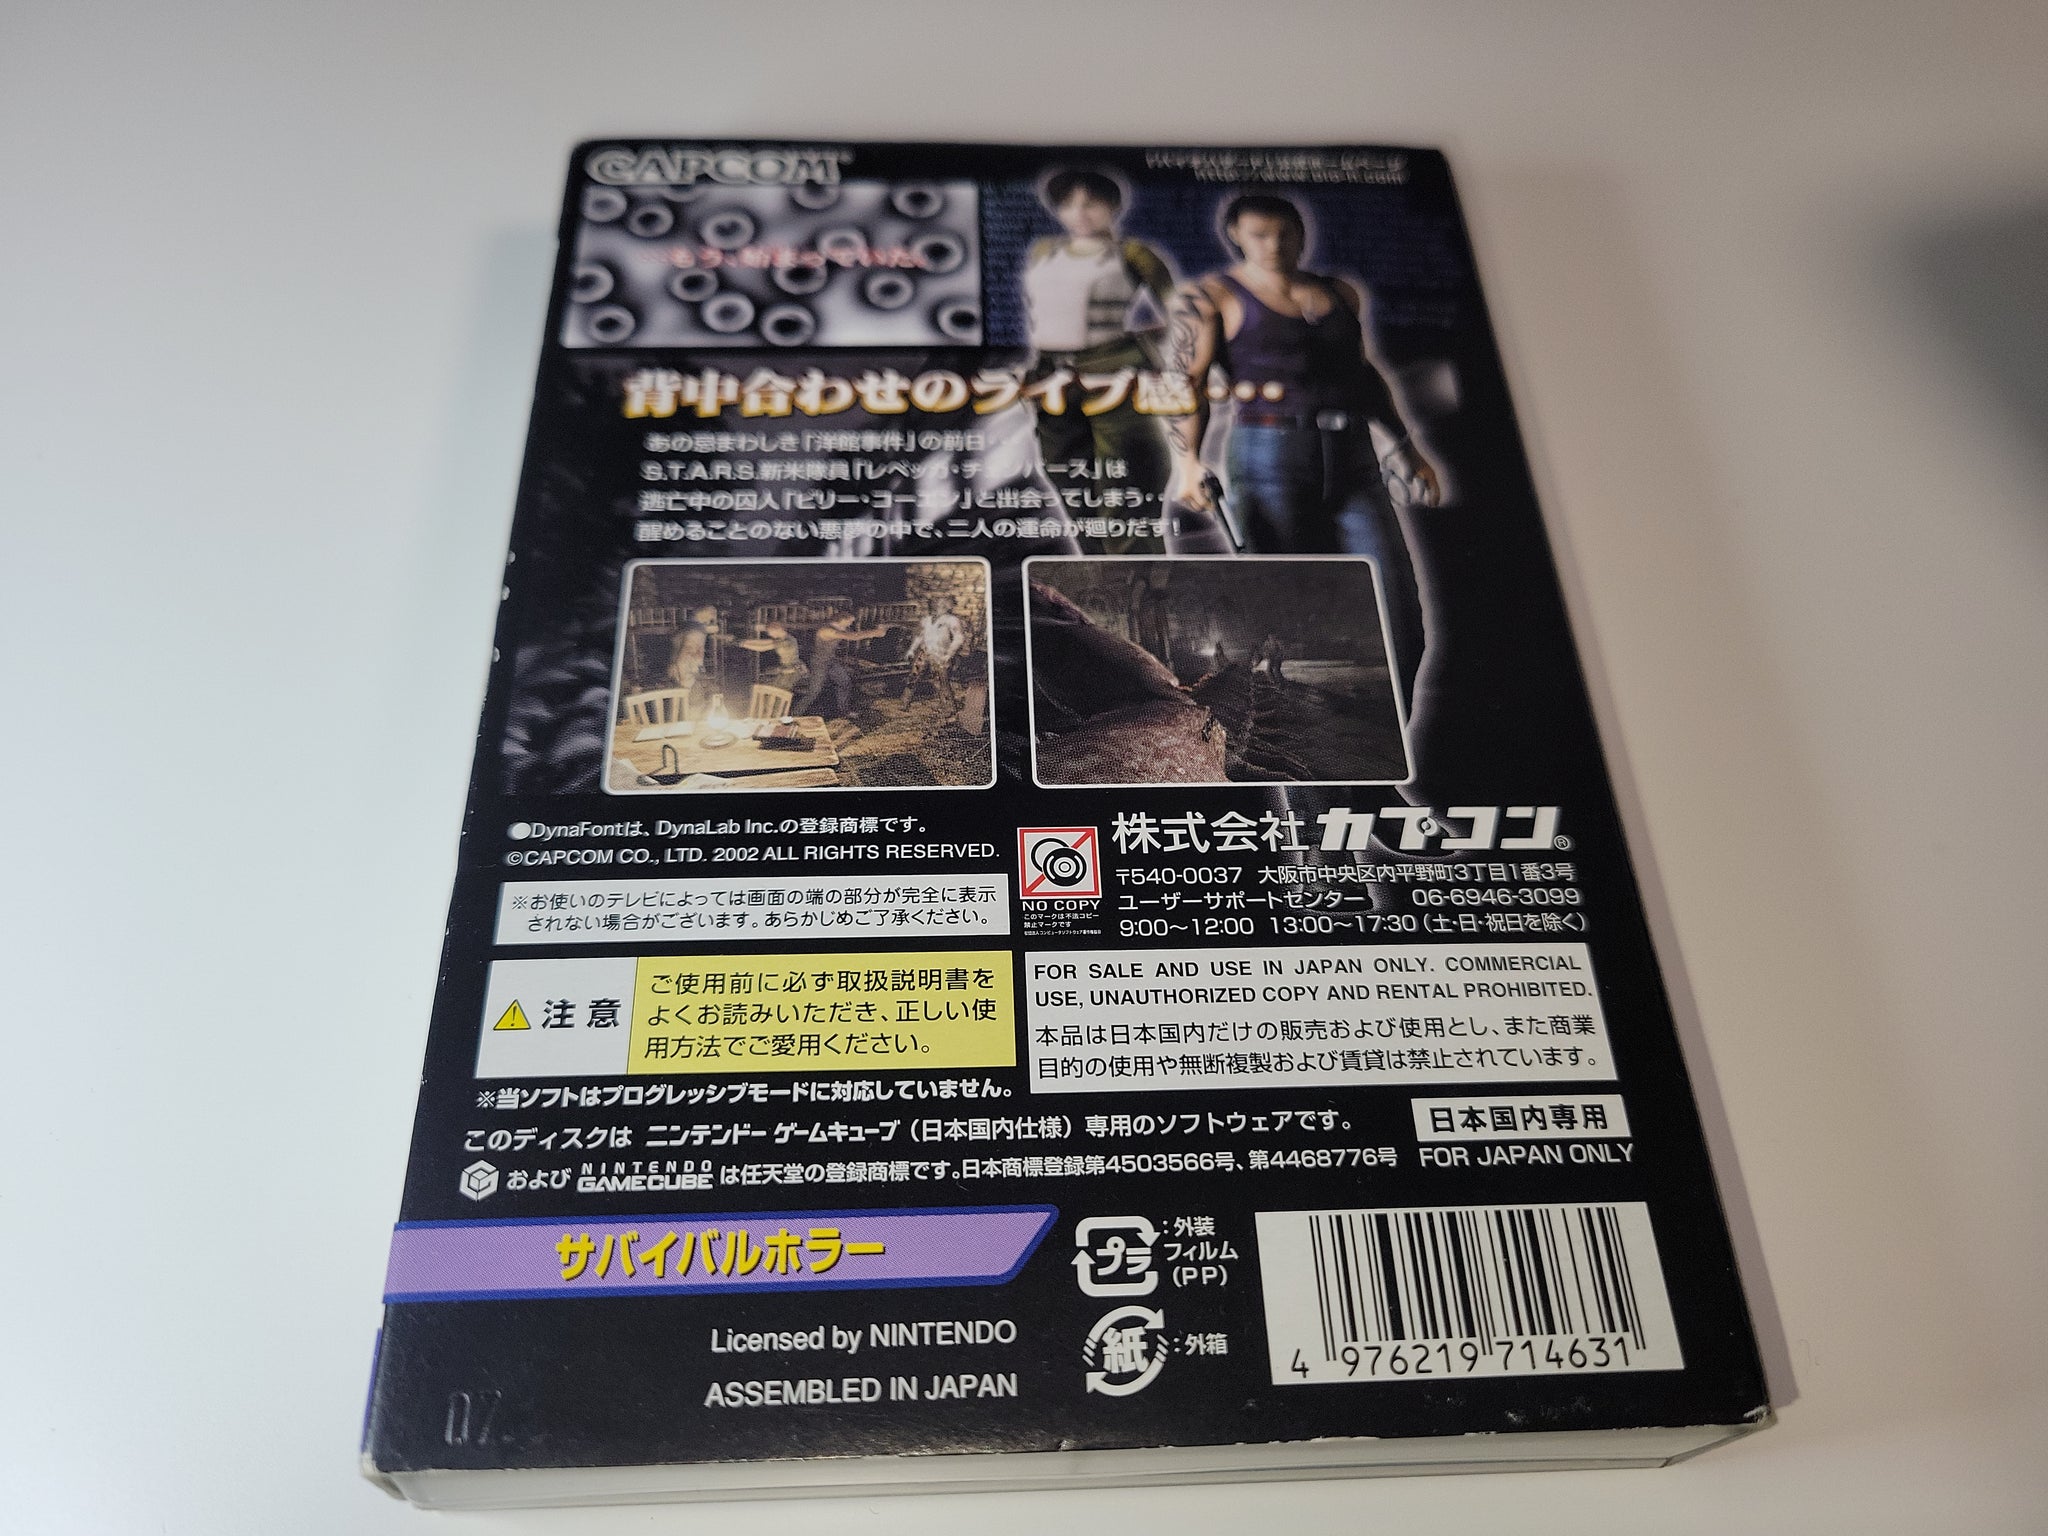 CAPCOM
…もう、始まっていた。
背中合わせのライブ感・・・
あの忌まわしき「洋館事件」の前日・・
S.T.A.R.S.新米隊員「レベッカ・チェンバース」は
逃亡中の囚人「ビリー・コーエン」と出会ってしまう・・
醒めることのない悪夢の中で、二人の運命が廻りだす!
●DynaFontは、DynaLab Inc.の登録商標です。
©CAPCOM CO., LTD. 2002 ALL RIGHTS RESERVED.
※お使いのテレビによっては画面の端の部分が完全に表示
されない場合がございます。あらかじめご了承ください。
NO COPY
このマークは不法コピー
禁止マークです
株式会社カプコン®
〒540-0037 大阪市中央区内平野町3丁目1番3号
ユーザーサポートセンター 06-6946-3099
9:00〜12:00 13:00〜17:30(土・日・祝日を除く)
注意
ご使用前に必ず取扱説明書を
よくお読みいただき、正しい使
用方法でご愛用ください。
FOR SALE AND USE IN JAPAN ONLY. COMMERCIAL
USE, UNAUTHORIZED COPY AND RENTAL PROHIBITED.
本品は日本国内だけの販売および使用とし、また商業
目的の使用や無断複製および賃貸は禁止されています。
※当ソフトはプログレッシブモードに対応していません。
このディスクは ニンテンドー ゲームキューブ(日本国内仕様)専用のソフトウェアです。
および NINTENDO GAMECUBE は任天堂の登録商標です。日本商標登録第4503566号、第4468776号
日本国内専用
FOR JAPAN ONLY
サバイバルホラー
Licensed by NINTENDO
ASSEMBLED IN JAPAN
プラ:外装
フィルム
(PP)
紙:外箱
4 976219 714631
07